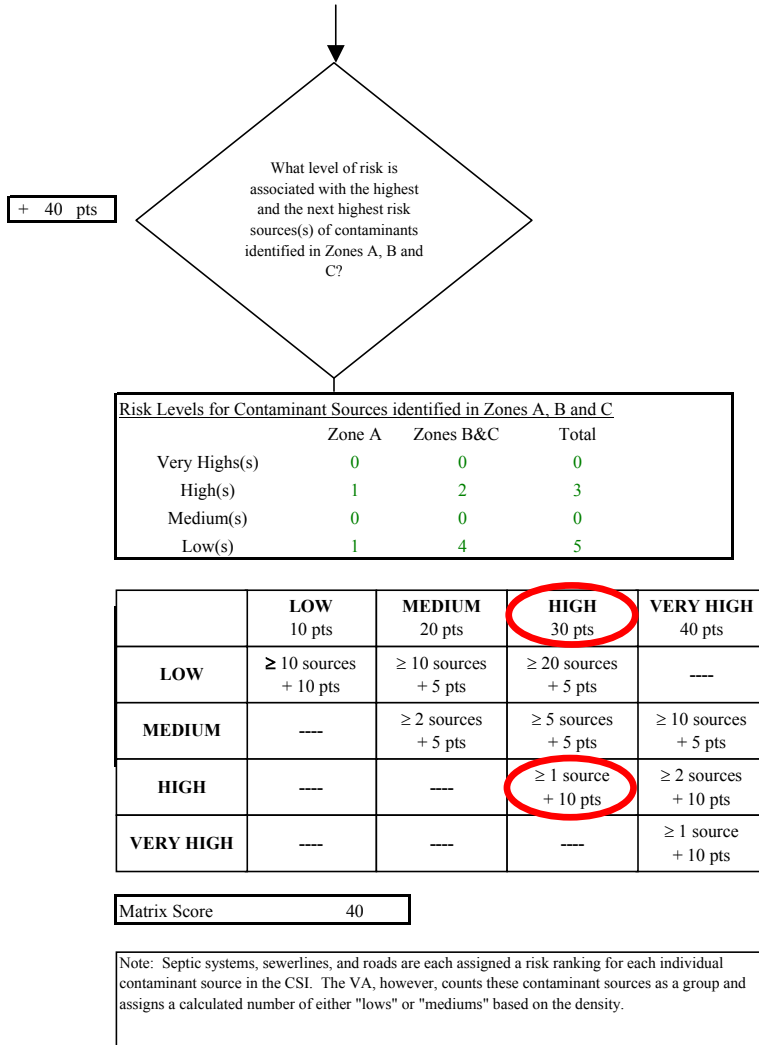 What level of risk is
associated with the highest
and the next highest risk
sources(s) of contaminants
identified in Zones A, B and
C?
+ 40 pts
Risk Levels for Contaminant Sources identified in Zones A, B and C
Zone A Zones B&C Total
Very Highs(s) 0 0 0
High(s) 1 2 3
Medium(s) 0 0 0
Low(s) 1 4 5
LOW MEDIUM HIGH VERY HIGH
10 pts 20 pts 30 pts 40 pts
LOW ≥ 10 sources ≥ 10 sources ≥ 20 sources ----
+ 10 pts + 5 pts + 5 pts
MEDIUM ---- ≥ 2 sources ≥ 5 sources ≥ 10 sources
+ 5 pts + 5 pts + 5 pts
HIGH ---- ---- ≥ 1 source ≥ 2 sources
+ 10 pts + 10 pts
VERY HIGH ---- ---- ---- ≥ 1 source
+ 10 pts
Matrix Score 40
Note: Septic systems, sewerlines, and roads are each assigned a risk ranking for each individual
contaminant source in the CSI. The VA, however, counts these contaminant sources as a group and
assigns a calculated number of either "lows" or "mediums" based on the density.